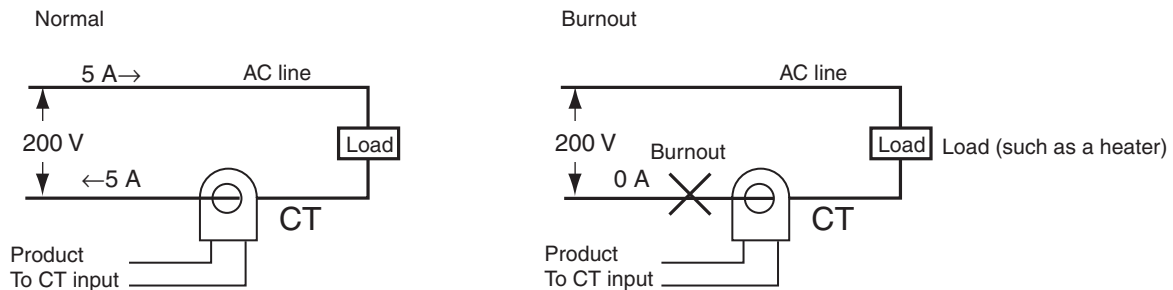 Normal
5 A→
AC line
200 V
Load
←5 A
CT
Product
To CT input
Burnout
AC line
200 V
Burnout
Load
Load (such as a heater)
0 A
CT
Product
To CT input